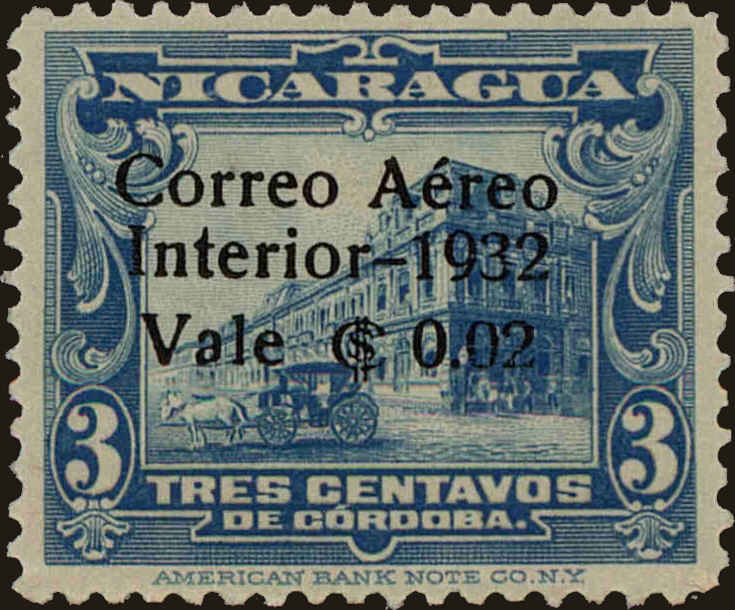 NICARAGUA
Correo Aéreo
Interior-1932
Vale ₡$ 0.02
3 3
TRES CENTAVOS
DE CÓRDOBA.
AMERICAN BANK NOTE CO. N.Y.